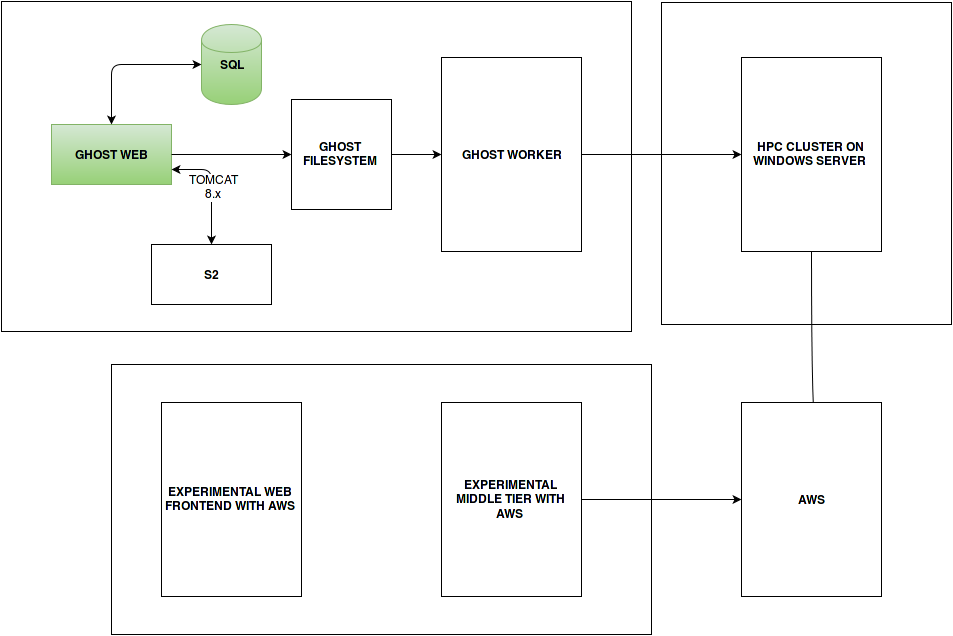 SQL
GHOST WEB
GHOST
FILESYSTEM
GHOST WORKER
HPC CLUSTER ON
WINDOWS SERVER
TOMCAT
8.x
S2
EXPERIMENTAL WEB
FRONTEND WITH AWS
EXPERIMENTAL
MIDDLE TIER WITH
AWS
AWS